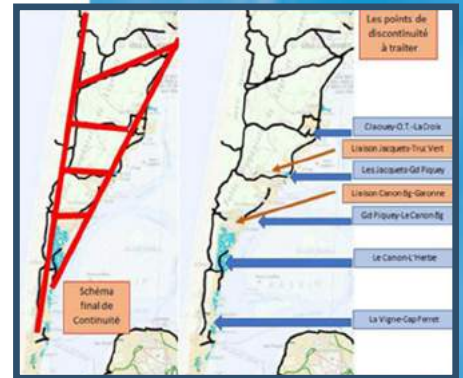 Les points de
discontinuité
à traiter
Claouey-O.T.-La Croix
Liaison Jacquets-Truc Vert
Les Jacquets-Gd Piquey
Liaison Canon Bg-Garonne
Gd Piquey-Le Canon Bg
Le Canon-L'Herbe
La Vigne-Cap Ferret
Schéma
final de
Continuité